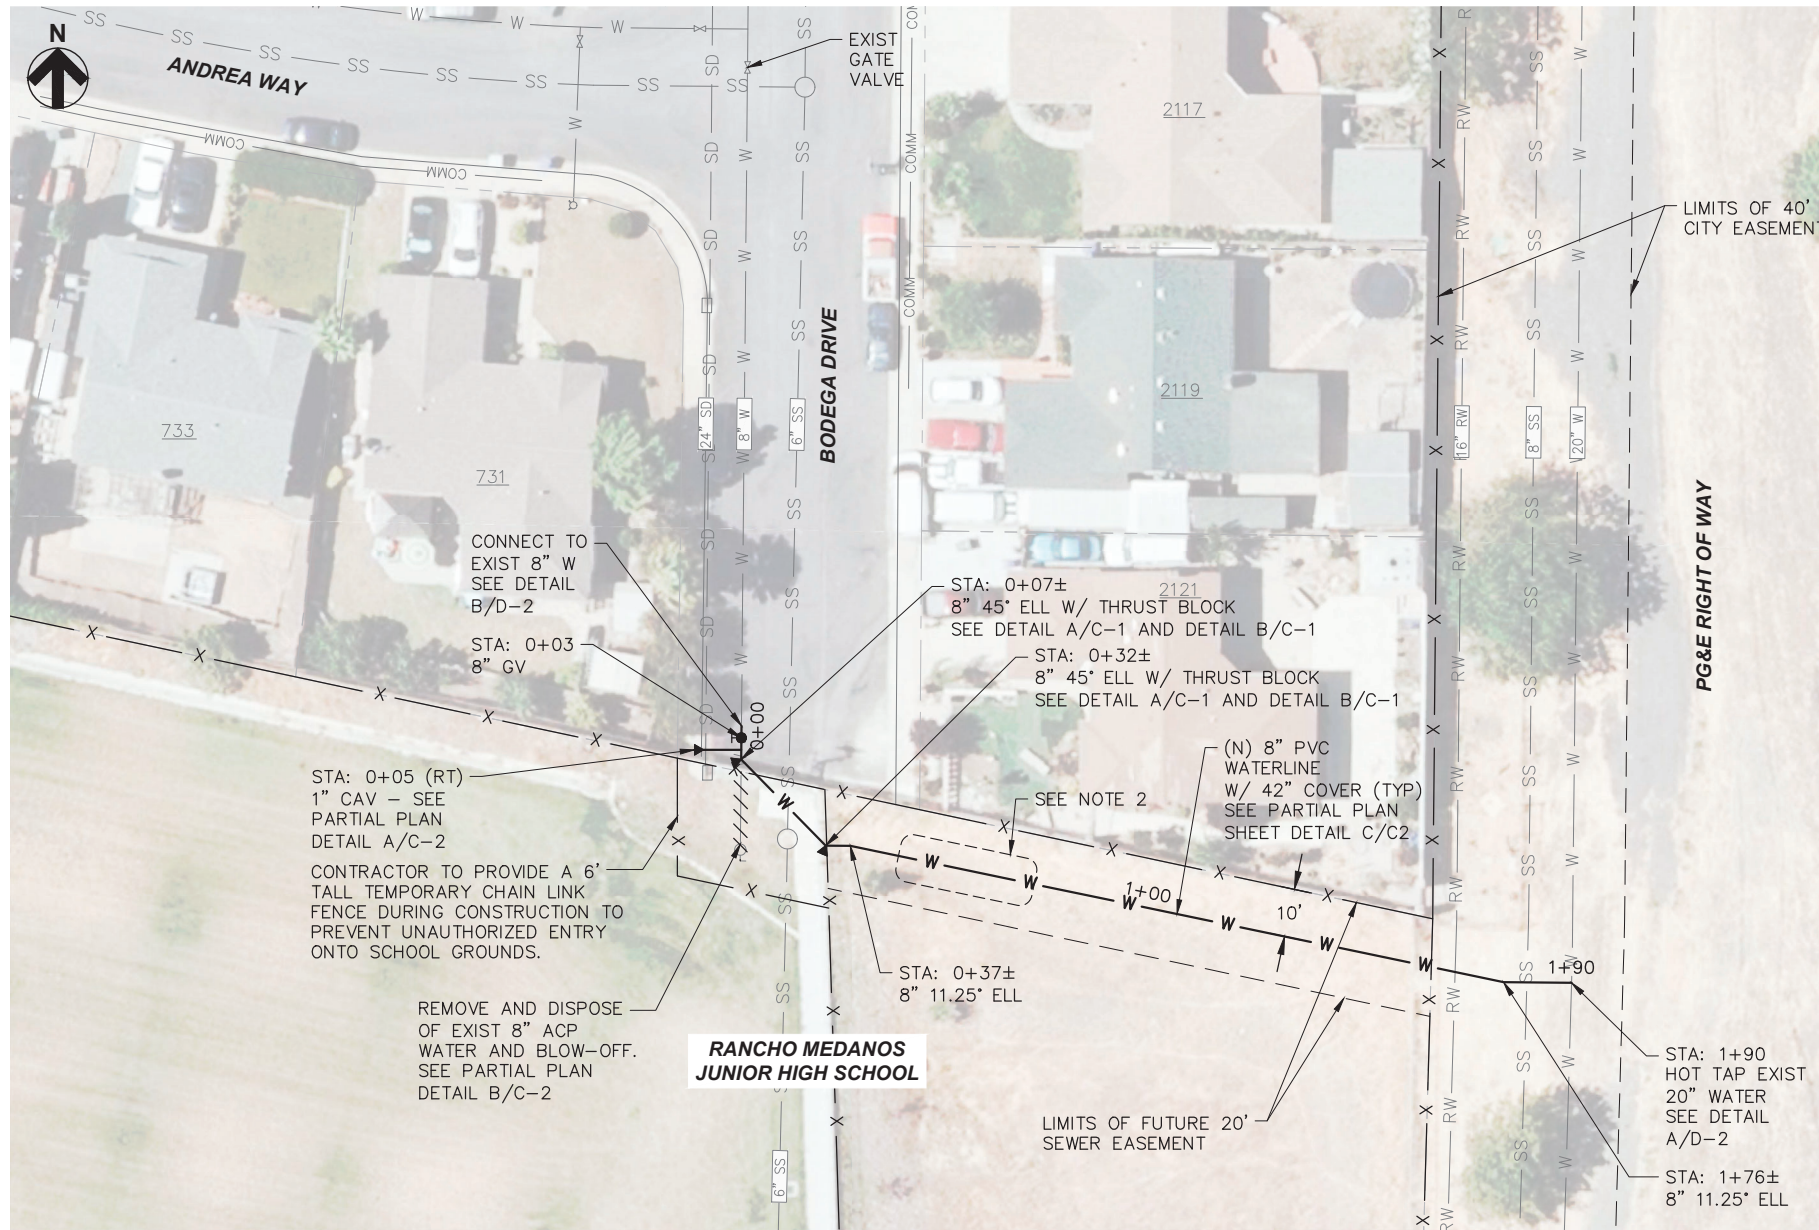 N
ANDREA WAY
EXIST
GATE
VALVE
2117
LIMITS OF 40'
CITY EASEMENT
COMM
COMM
COMM
COMM
BODEGA DRIVE
733
731
2119
24" SD
8" W
6" SS
16" RW
8" SS
20" W
PG&E RIGHT OF WAY
CONNECT TO
EXIST 8" W
SEE DETAIL
B/D-2
STA: 0+03
8" GV
STA: 0+07±
8" 45° ELL W/ THRUST BLOCK
SEE DETAIL A/C-1 AND DETAIL B/C-1
2121
STA: 0+32±
8" 45° ELL W/ THRUST BLOCK
SEE DETAIL A/C-1 AND DETAIL B/C-1
0+00
(N) 8" PVC
WATERLINE
W/ 42" COVER (TYP)
SEE PARTIAL PLAN
SHEET DETAIL C/C2
STA: 0+05 (RT)
1" CAV – SEE
PARTIAL PLAN
DETAIL A/C-2
SEE NOTE 2
CONTRACTOR TO PROVIDE A 6'
TALL TEMPORARY CHAIN LINK
FENCE DURING CONSTRUCTION TO
PREVENT UNAUTHORIZED ENTRY
ONTO SCHOOL GROUNDS.
1+00
10'
STA: 0+37±
8" 11.25° ELL
1+90
REMOVE AND DISPOSE
OF EXIST 8" ACP
WATER AND BLOW-OFF.
SEE PARTIAL PLAN
DETAIL B/C-2
RANCHO MEDANOS
JUNIOR HIGH SCHOOL
STA: 1+90
HOT TAP EXIST
20" WATER
SEE DETAIL
A/D-2
LIMITS OF FUTURE 20'
SEWER EASEMENT
6" SS
STA: 1+76±
8" 11.25° ELL